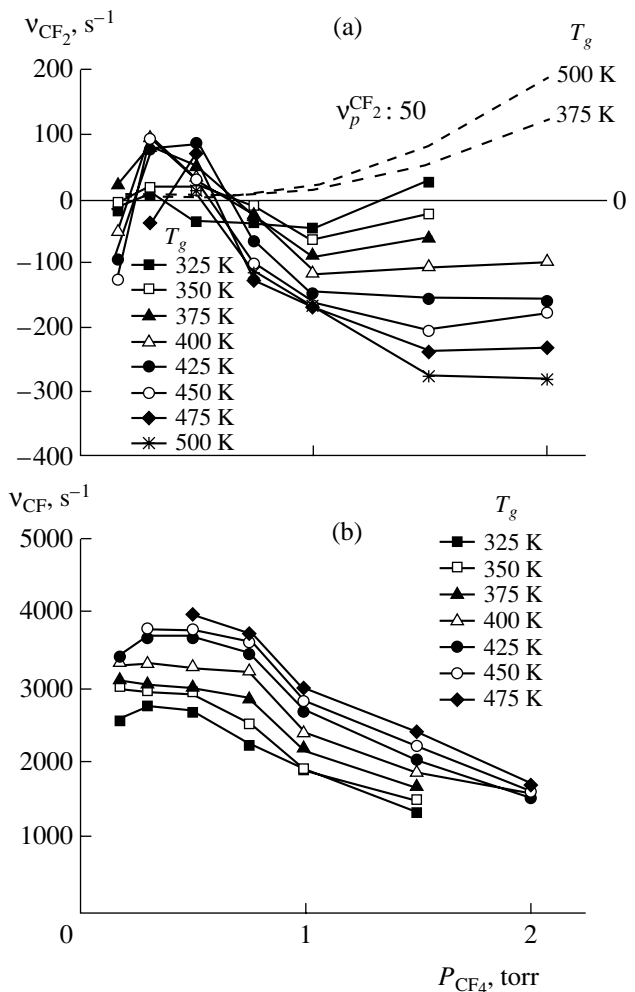 ν_CF₂, s⁻¹
(a)
T_g
200
500 K
ν_p^CF₂: 50
375 K
100
0
0
T_g
325 K
−100
350 K
375 K
400 K
−200
425 K
450 K
−300
475 K
500 K
−400
ν_CF, s⁻¹
(b)
T_g
5000
325 K
350 K
375 K
4000
400 K
425 K
450 K
3000
475 K
2000
1000
0
1
2
P_CF₄, torr